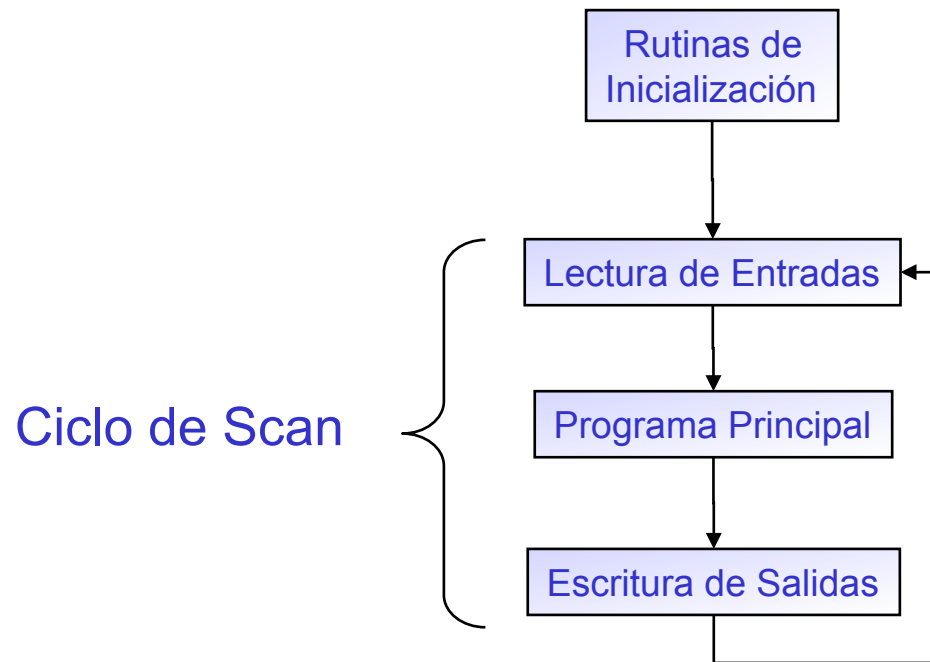 Rutinas de
Inicialización
Lectura de Entradas
Ciclo de Scan
Programa Principal
Escritura de Salidas